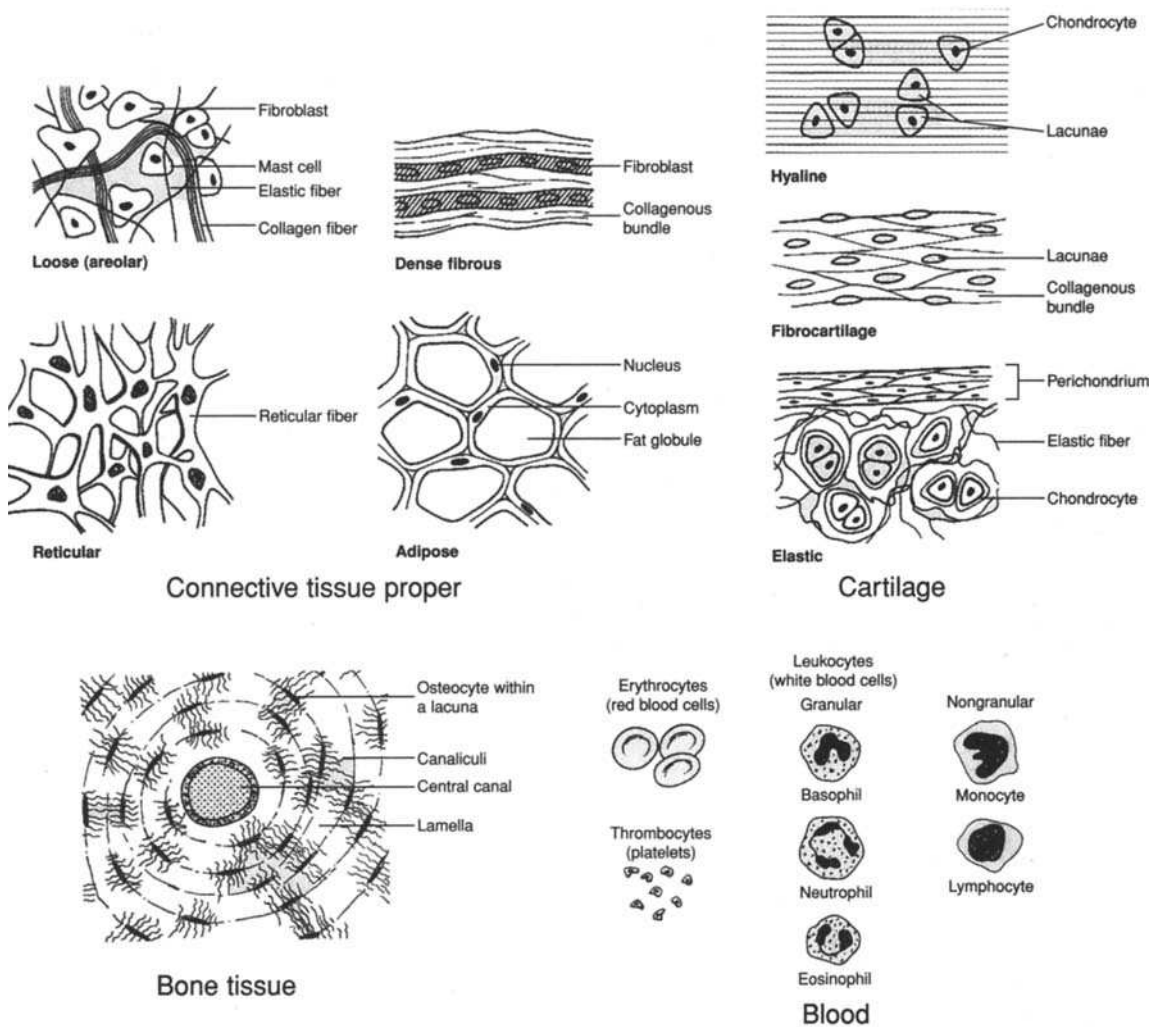 Fibroblast
Mast cell
Elastic fiber
Collagen fiber
Loose (areolar)
Fibroblast
Collagenous
bundle
Dense fibrous
Chondrocyte
Lacunae
Hyaline
Lacunae
Collagenous
bundle
Fibrocartilage
Reticular fiber
Reticular
Nucleus
Cytoplasm
Fat globule
Adipose
Perichondrium
Elastic fiber
Chondrocyte
Elastic
Connective tissue proper
Cartilage
Osteocyte within
a lacuna
Canaliculi
Central canal
Lamella
Bone tissue
Erythrocytes
(red blood cells)
Thrombocytes
(platelets)
Leukocytes
(white blood cells)
Granular
Nongranular
Basophil
Monocyte
Neutrophil
Lymphocyte
Eosinophil
Blood